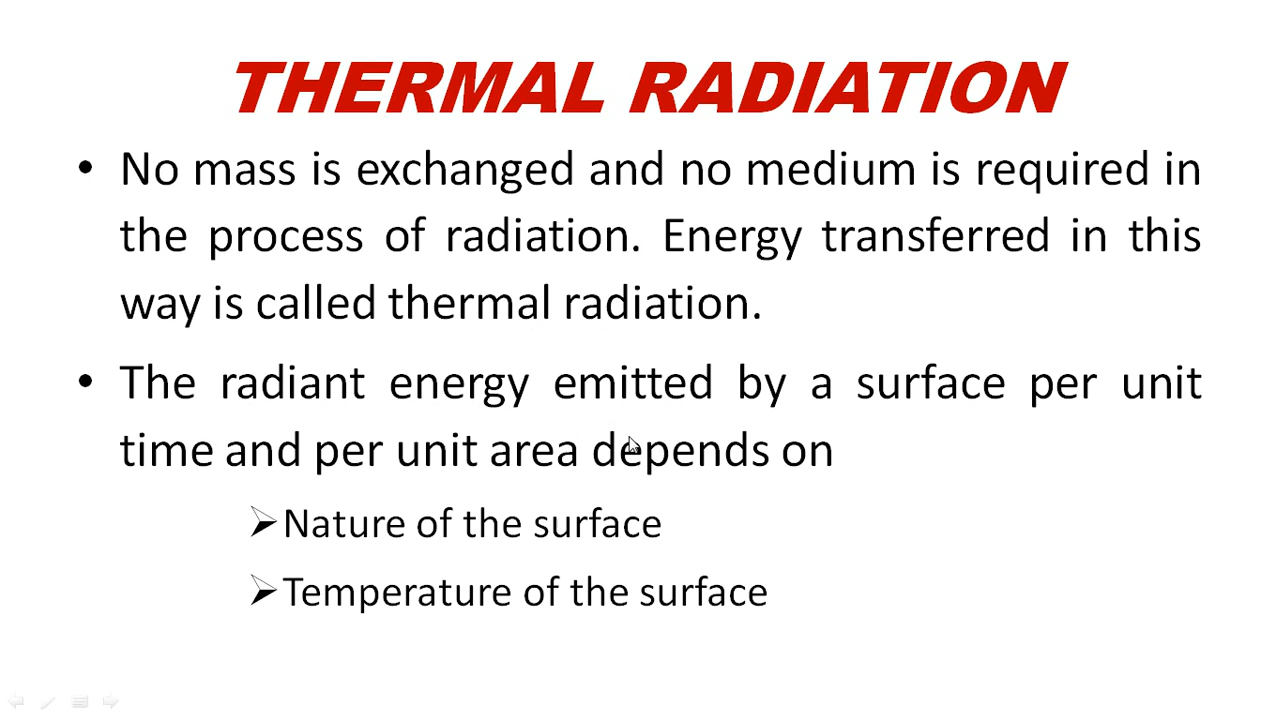 THERMAL RADIATION
• No mass is exchanged and no medium is required in
the process of radiation. Energy transferred in this
way is called thermal radiation.
• The radiant energy emitted by a surface per unit
time and per unit area depends on
➢Nature of the surface
➢Temperature of the surface